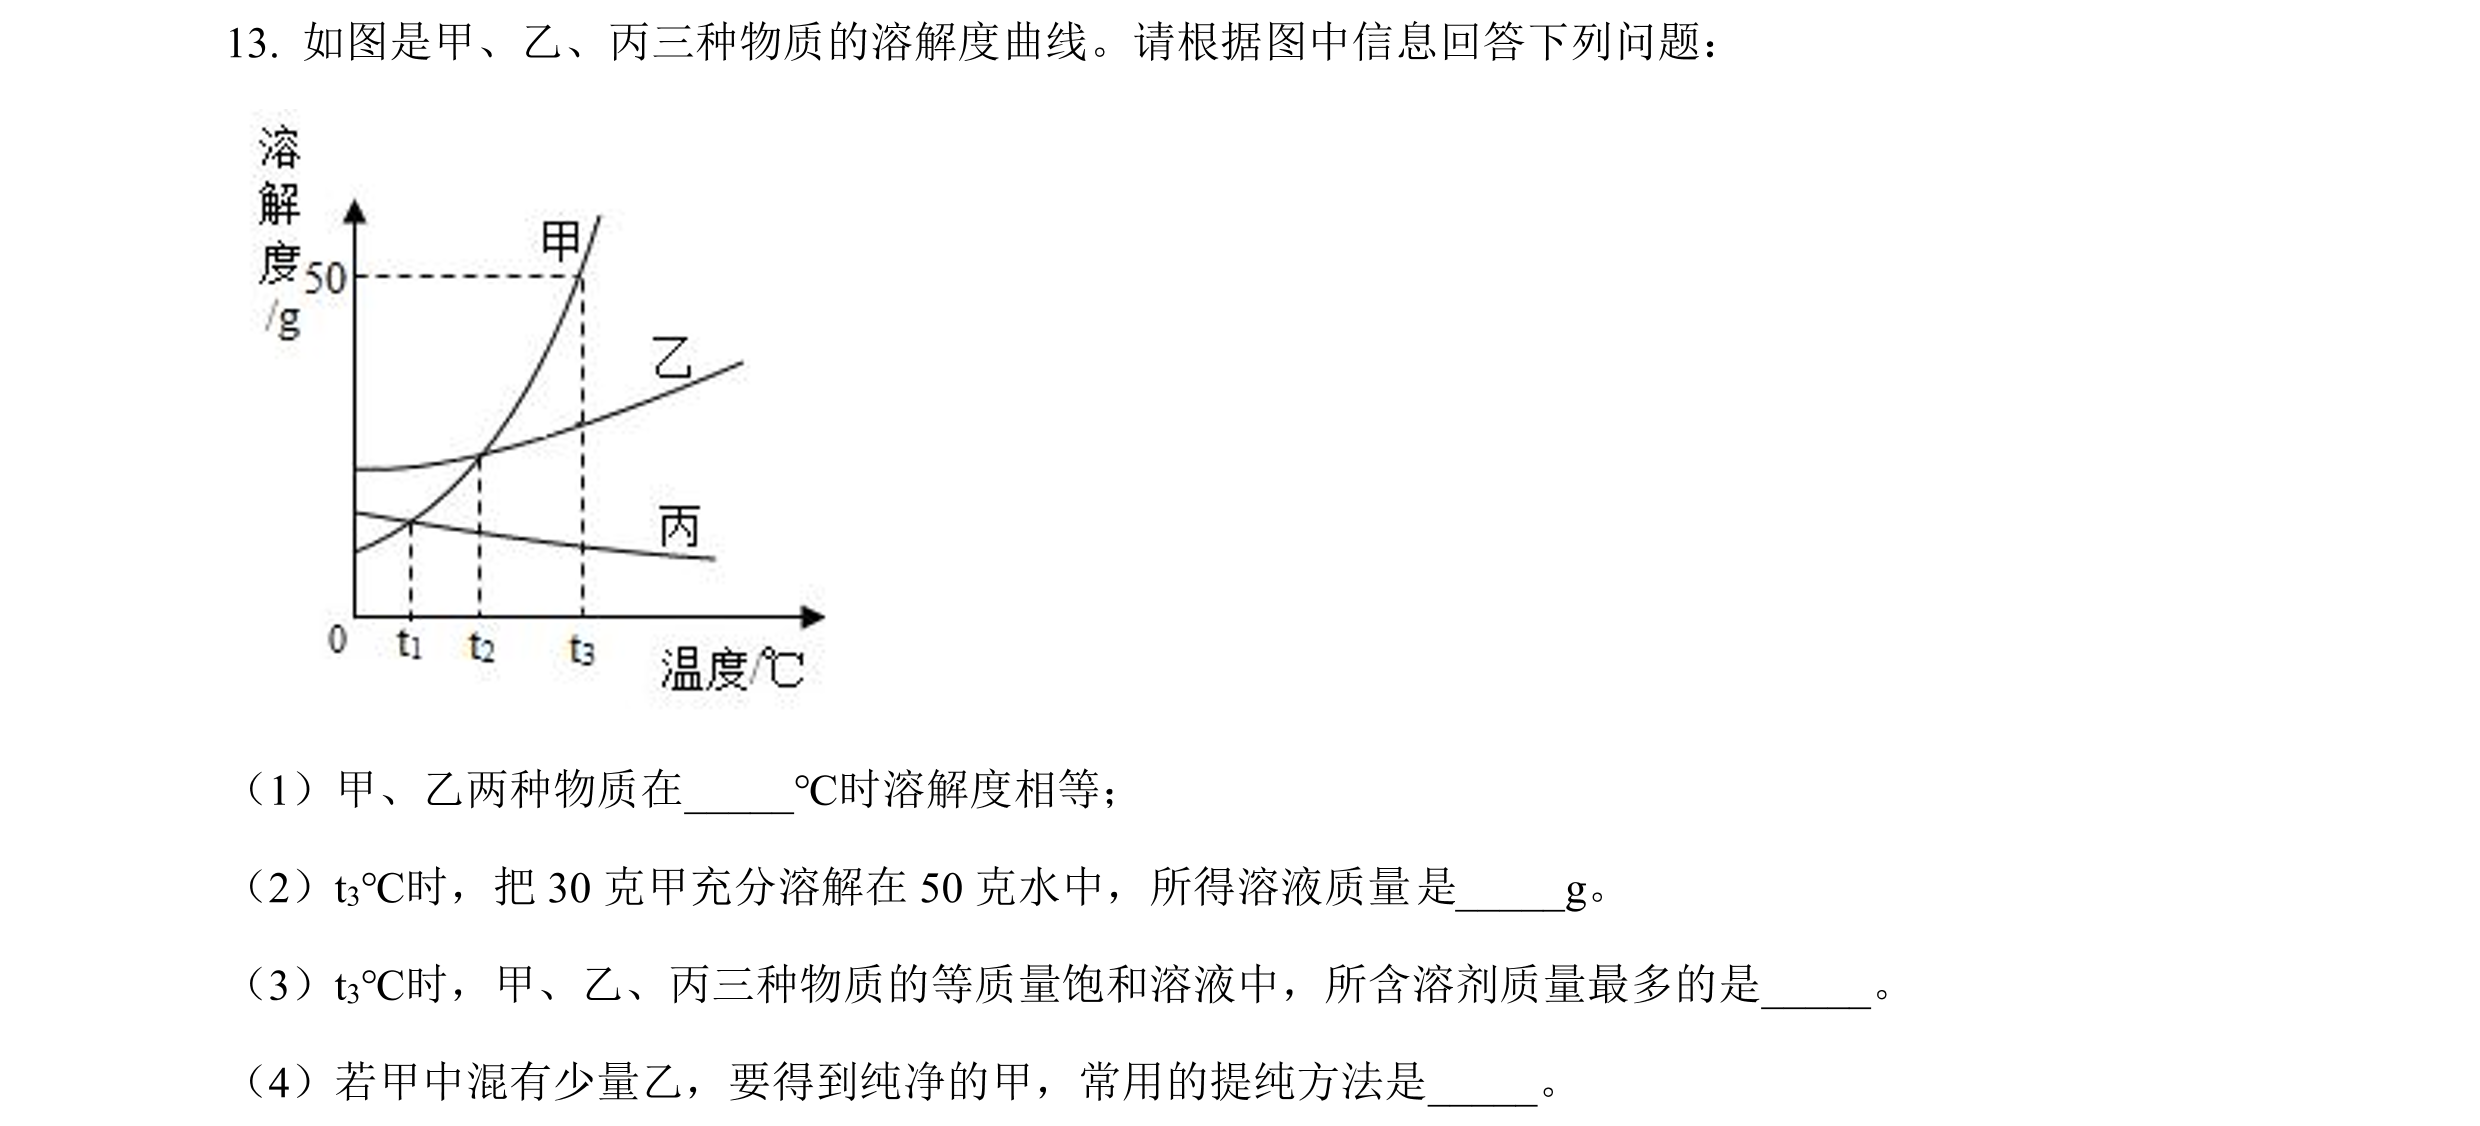 13. 如图是甲、乙、丙三种物质的溶解度曲线。请根据图中信息回答下列问题：
溶解度/g
50
甲
乙
丙
0 t₁ t₂ t₃
温度/℃
（1）甲、乙两种物质在_____℃时溶解度相等；
（2）t₃℃时，把 30 克甲充分溶解在 50 克水中，所得溶液质量是_____g。
（3）t₃℃时，甲、乙、丙三种物质的等质量饱和溶液中，所含溶剂质量最多的是_____。
（4）若甲中混有少量乙，要得到纯净的甲，常用的提纯方法是_____。